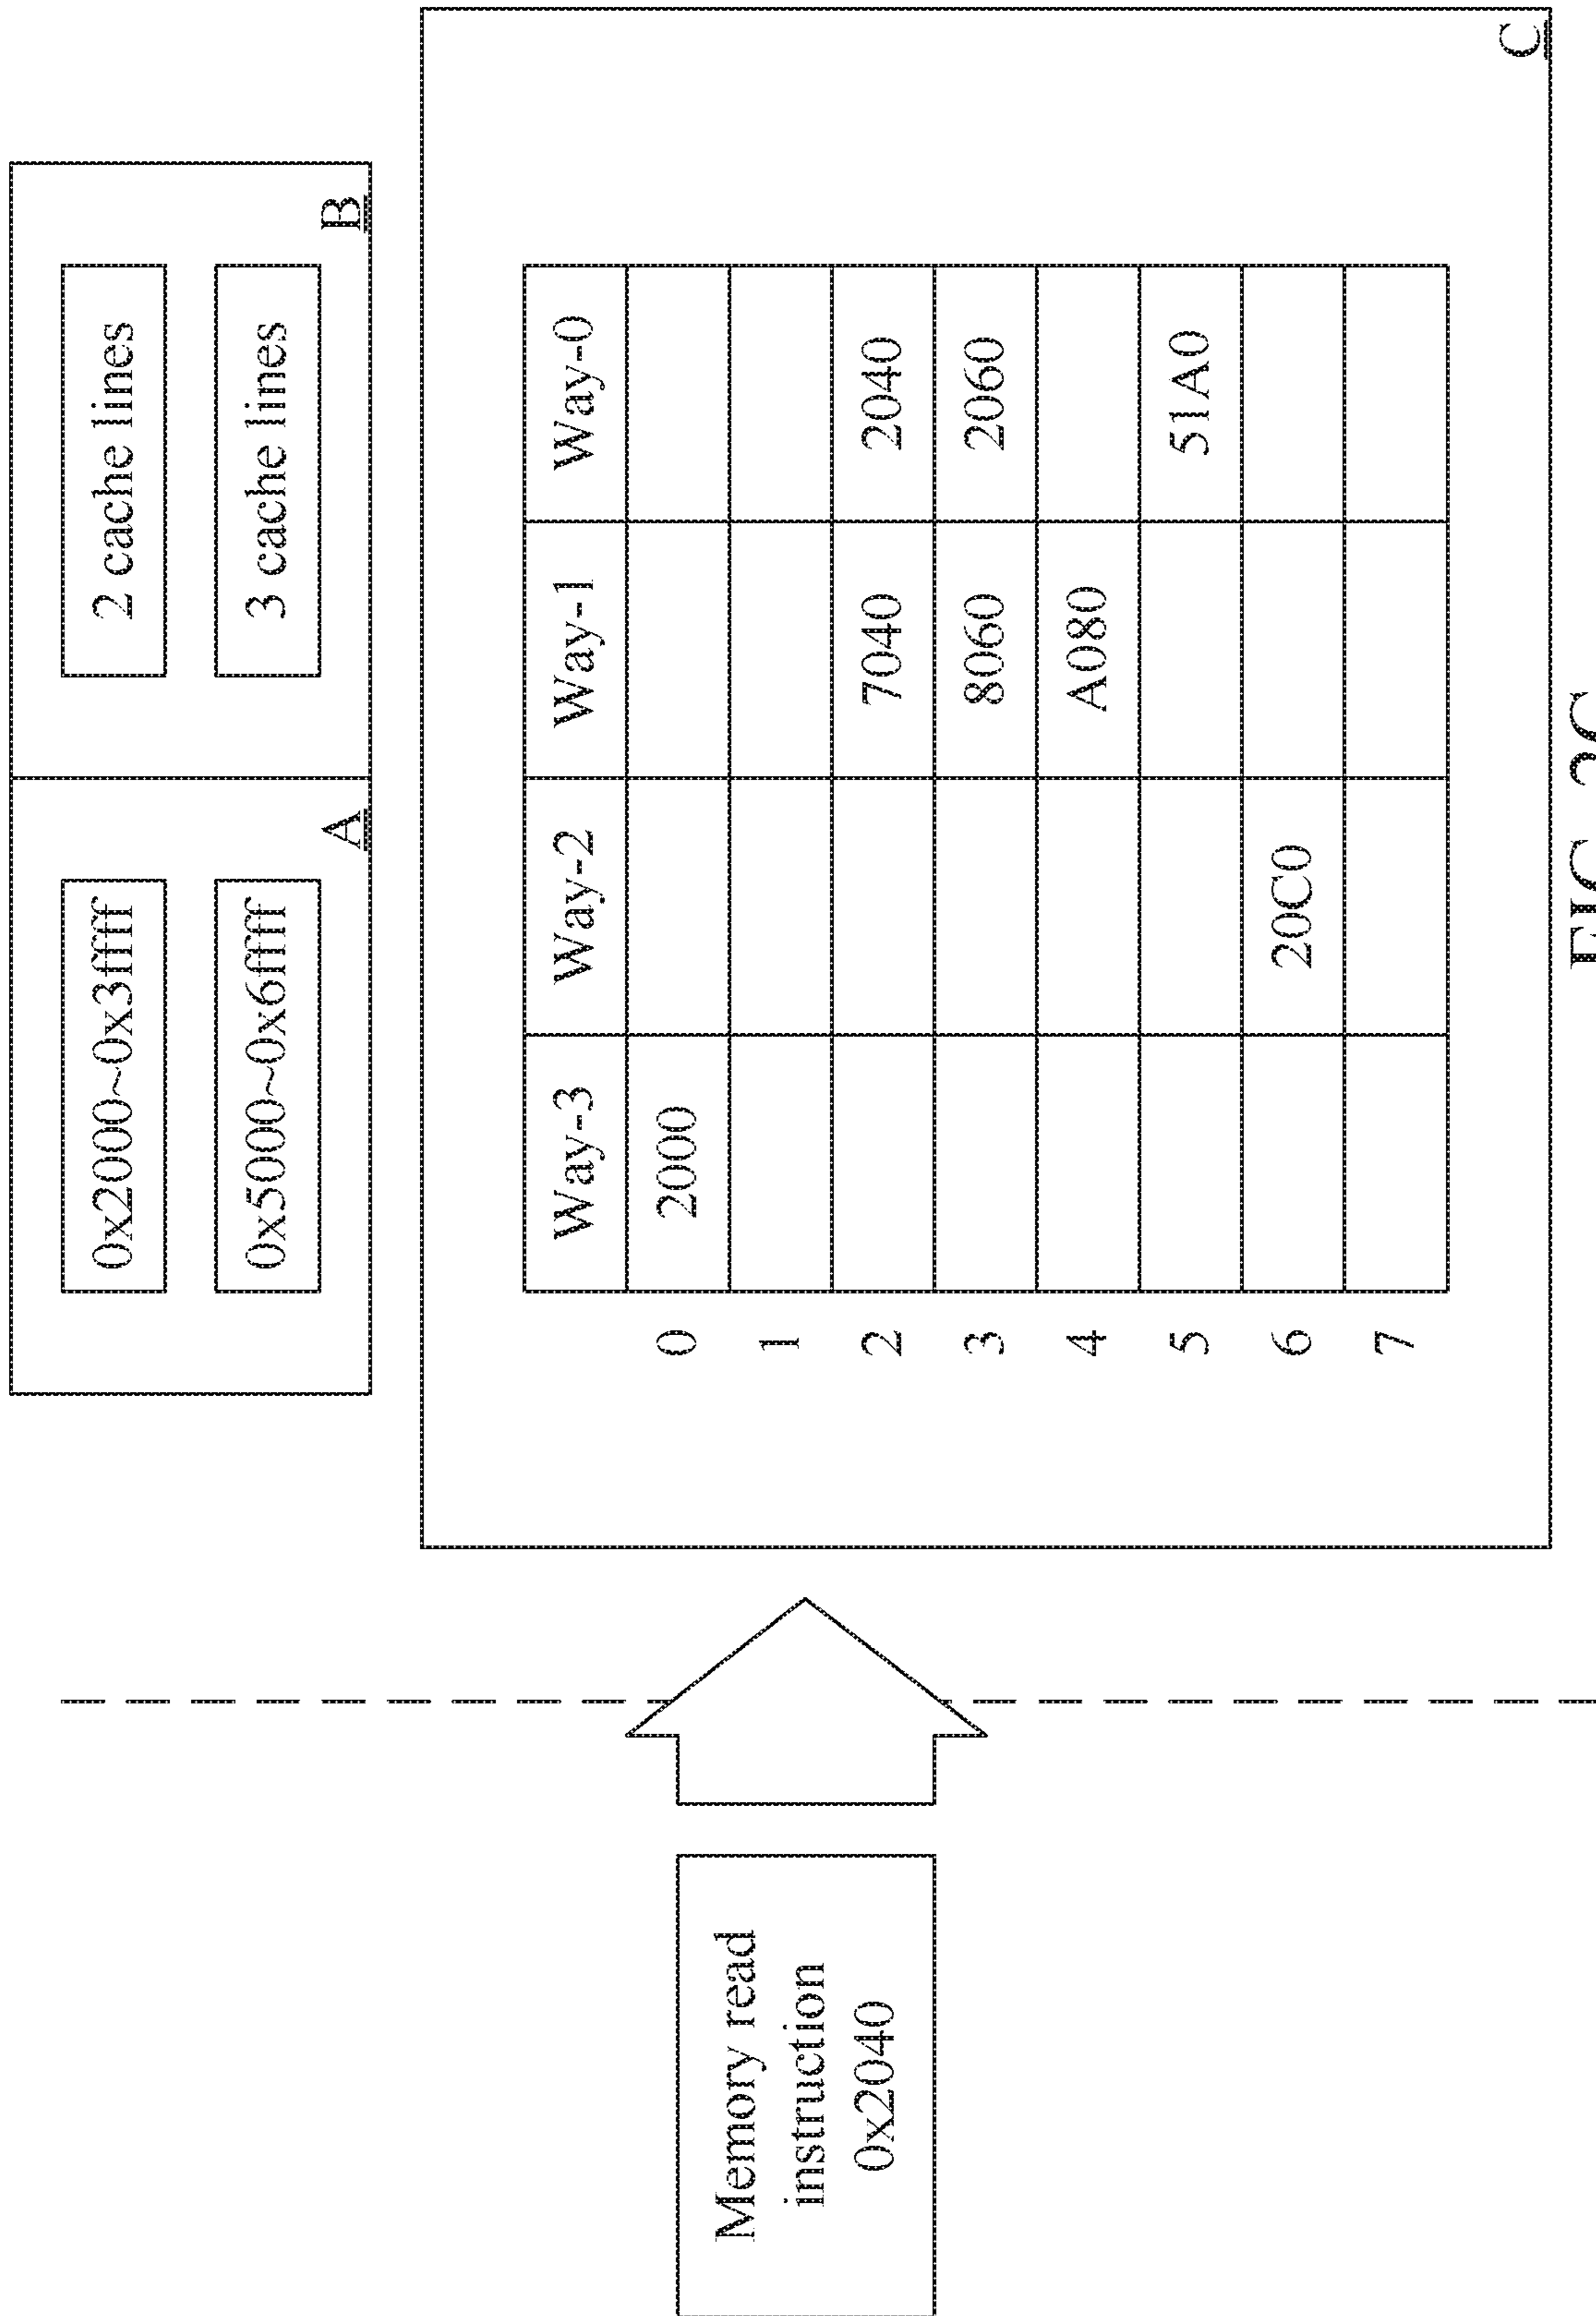 0x2000~0x3ffff
2 cache lines
0x5000~0x6ffff
3 cache lines
A
B
Memory read
instruction
0x2040
Way-3 Way-2 Way-1 Way-0
0 2000
1
2 7040 2040
3 8060 2060
4 A080
5 51A0
6 20C0
7
C
FIG.